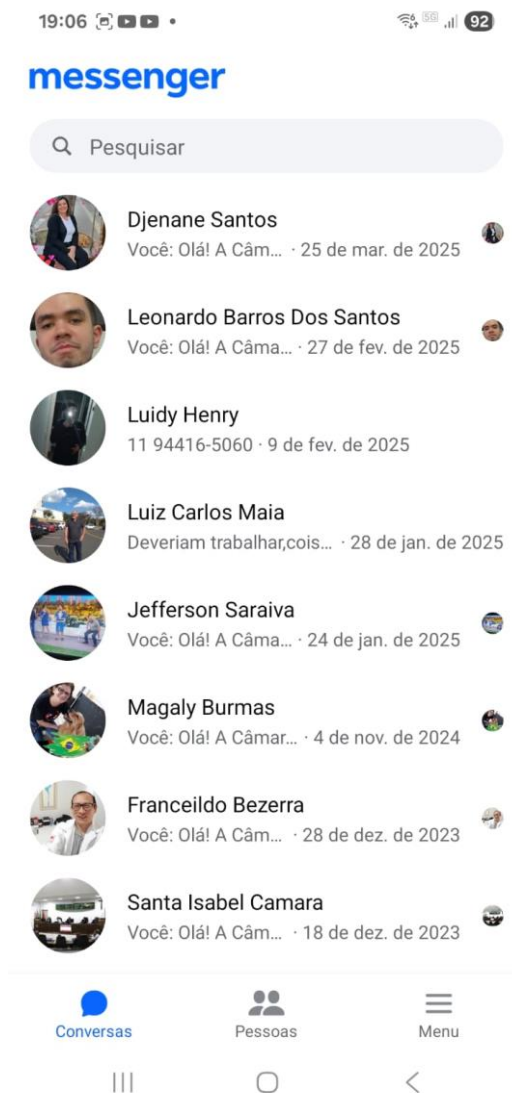 19:06 92
messenger
Pesquisar
Djenane Santos
Você: Olá! A Câm... · 25 de mar. de 2025
Leonardo Barros Dos Santos
Você: Olá! A Câma... · 27 de fev. de 2025
Luidy Henry
11 94416-5060 · 9 de fev. de 2025
Luiz Carlos Maia
Deveriam trabalhar,cois... · 28 de jan. de 2025
Jefferson Saraiva
Você: Olá! A Câma... · 24 de jan. de 2025
Magaly Burmas
Você: Olá! A Câmar... · 4 de nov. de 2024
Franceildo Bezerra
Você: Olá! A Câm... · 28 de dez. de 2023
Santa Isabel Camara
Você: Olá! A Câm... · 18 de dez. de 2023
Conversas Pessoas Menu